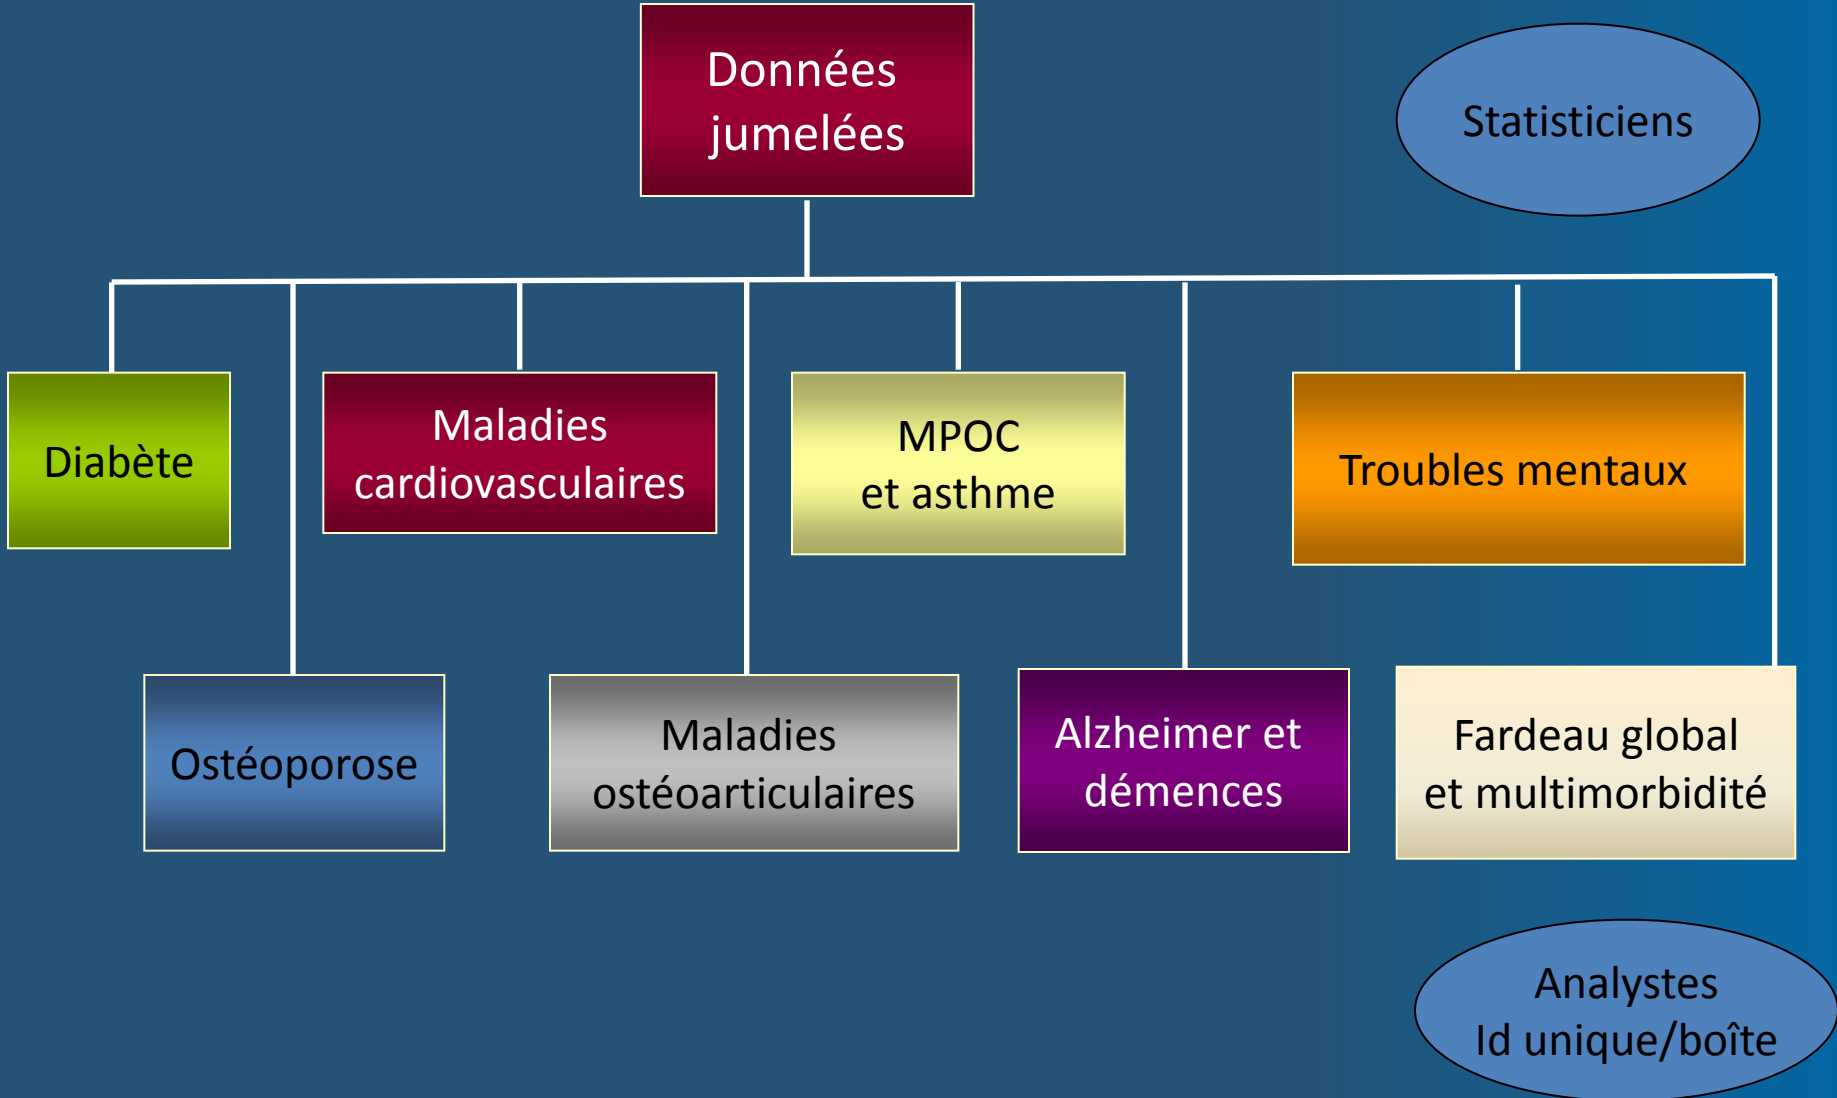 Données
jumelées
Statisticiens
Diabète
Maladies
cardiovasculaires
MPOC
et asthme
Troubles mentaux
Ostéoporose
Maladies
ostéoarticulaires
Alzheimer et
démences
Fardeau global
et multimorbidité
Analystes
Id unique/boîte